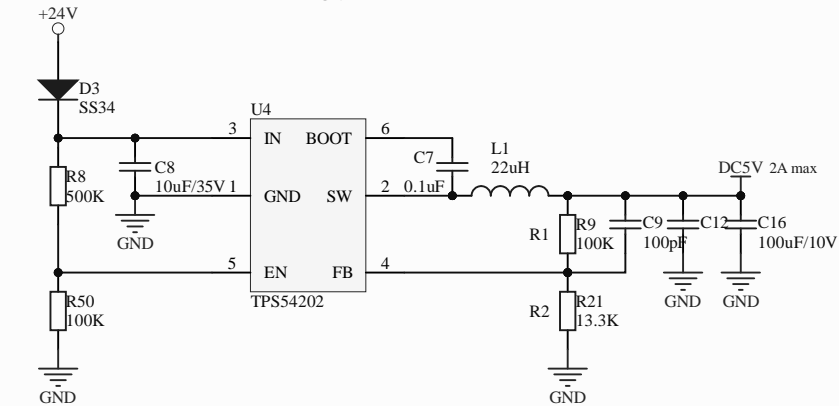 +24V
D3
SS34
U4
3
IN
BOOT
6
L1
22uH
C7
0.1uF
DC5V 2A max
R8
500K
C8
10uF/35V
1
GND
SW
2
GND
R1
R9
100K
C9
100pF
C12
C16
100uF/10V
5
EN
FB
4
R50
100K
TPS54202
R2
R21
13.3K
GND
GND
GND
GND